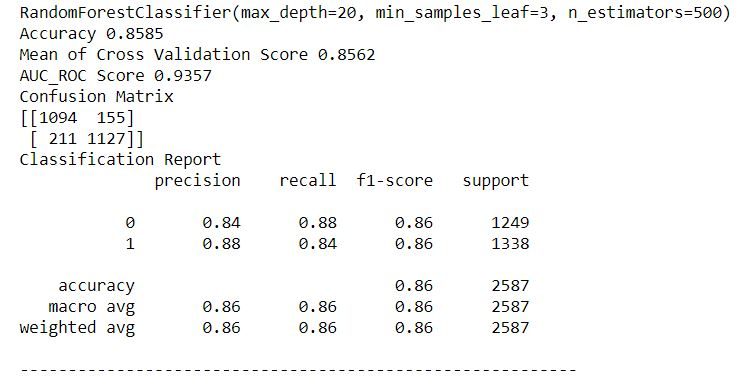 RandomForestClassifier(max_depth=20, min_samples_leaf=3, n_estimators=500)
Accuracy 0.8585
Mean of Cross Validation Score 0.8562
AUC_ROC Score 0.9357
Confusion Matrix
[[1094  155]
 [ 211 1127]]
Classification Report
              precision    recall  f1-score   support

           0       0.84      0.88      0.86      1249
           1       0.88      0.84      0.86      1338

    accuracy                           0.86      2587
   macro avg       0.86      0.86      0.86      2587
weighted avg       0.86      0.86      0.86      2587

----------------------------------------------------------